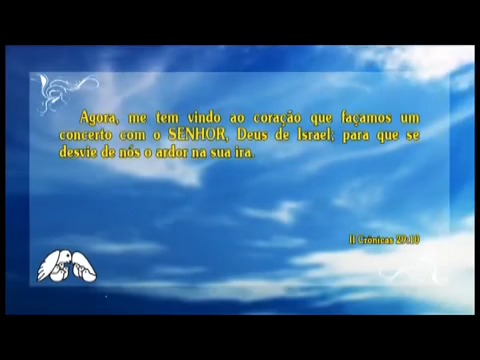 Agora, me tem vindo ao coração que façamos um
concerto com o SENHOR, Deus de Israel, para que se
desvie de nós o ardor na sua ira.
II Crônicas 29:10